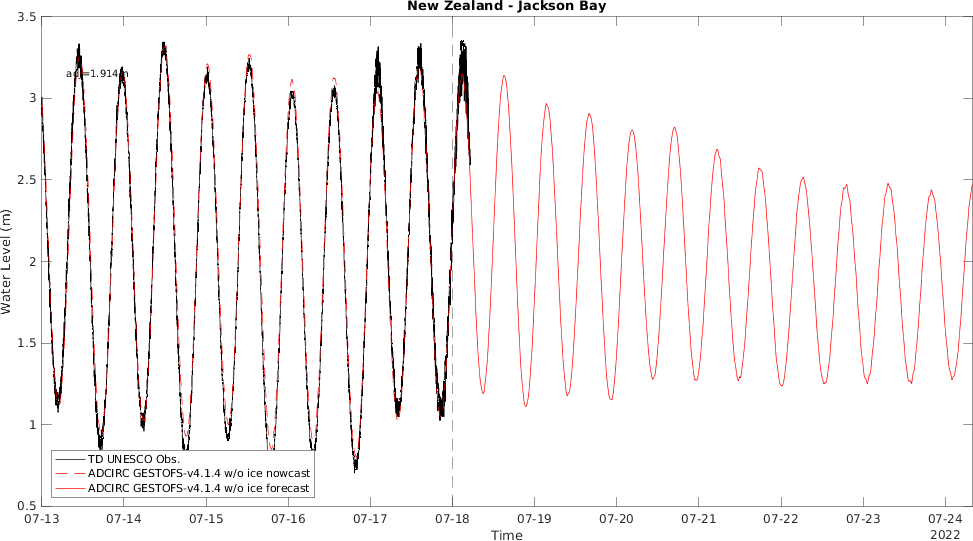 New Zealand - Jackson Bay
3.5
3
2.5
2
1.5
1
0.5
Water Level (m)
=1.914
TD UNESCO Obs.
ADCIRC GESTOFS-v4.1.4 w/o ice nowcast
ADCIRC GESTOFS-v4.1.4 w/o ice forecast
07-13 07-14 07-15 07-16 07-17 07-18 07-19 07-20 07-21 07-22 07-23 07-24
Time
2022